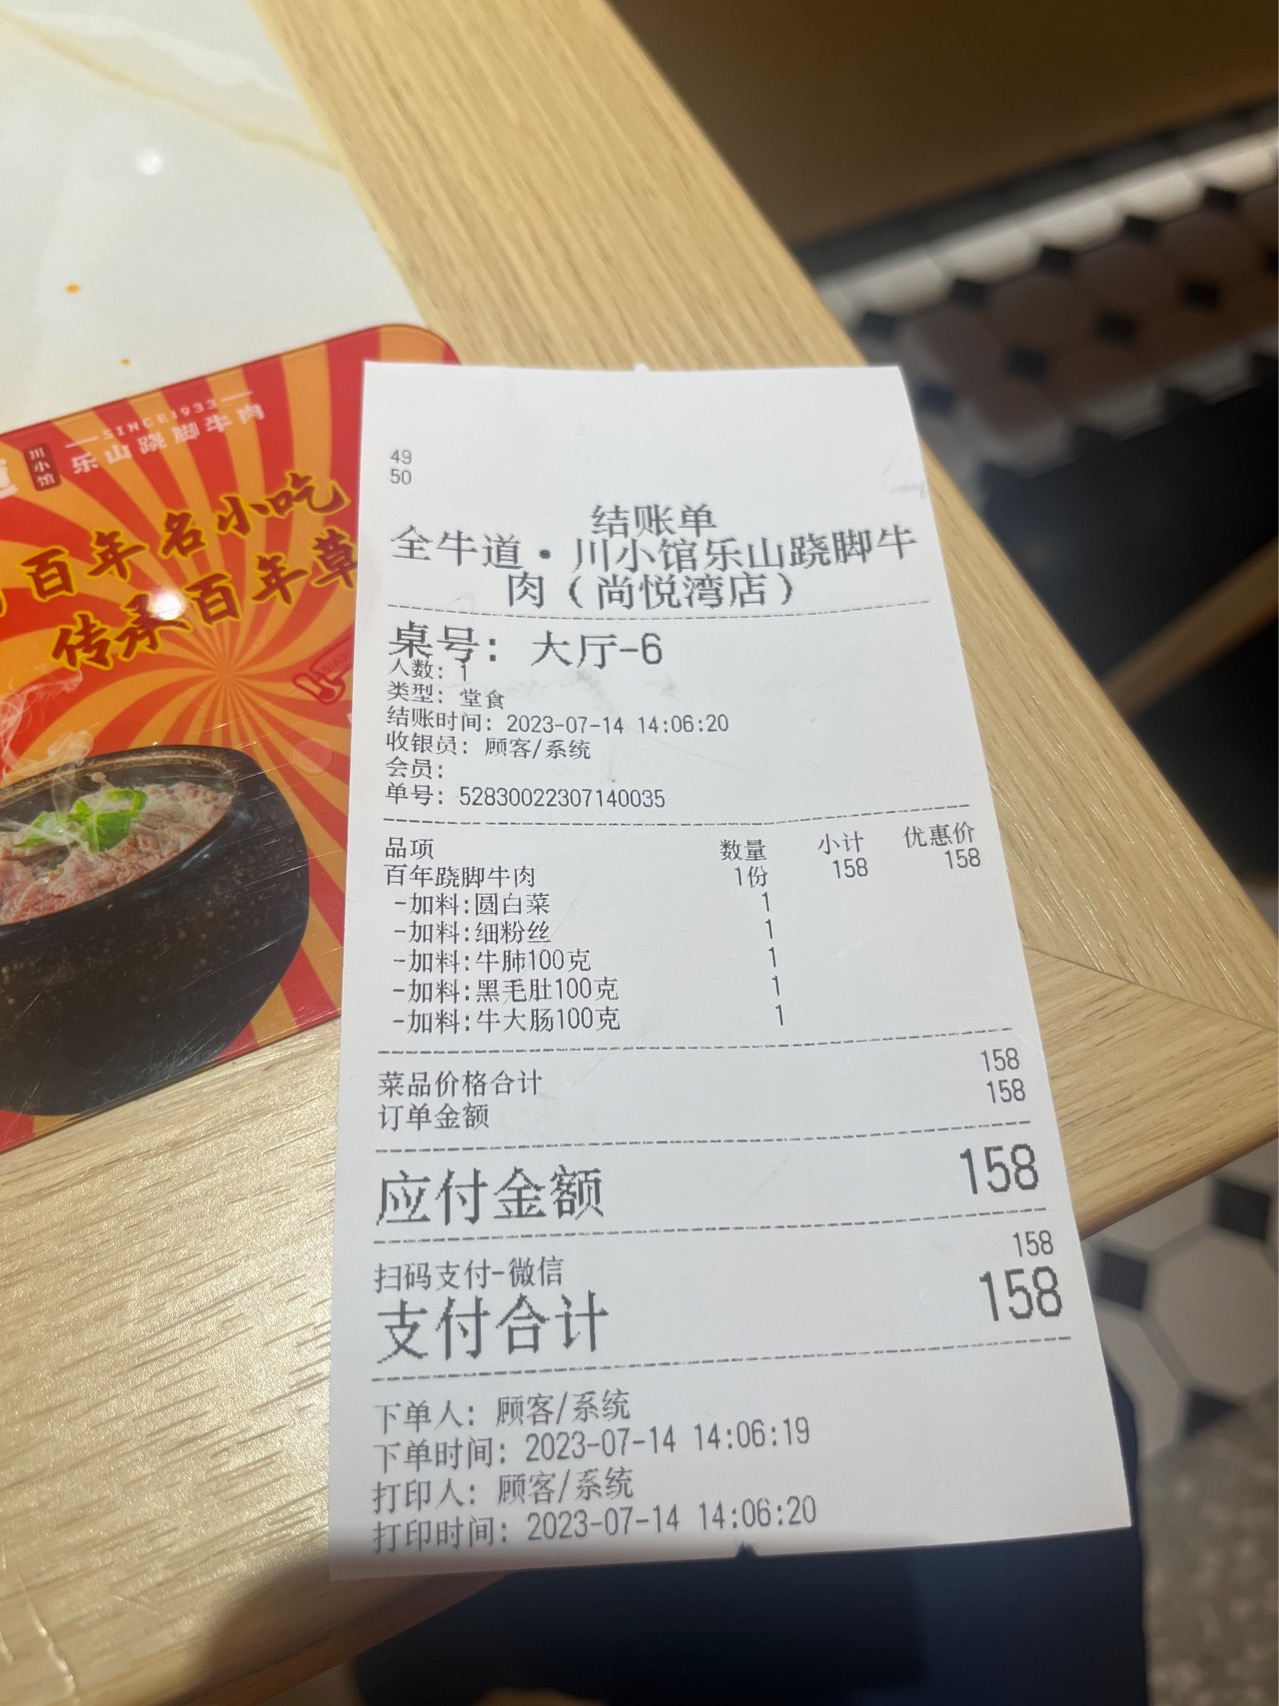 SINCE1933
川小馆
乐山跷脚牛肉
百年名小吃
传承百年草
49
50
结账单
全牛道·川小馆乐山跷脚牛
肉(尚悦湾店)
桌号: 大厅-6
人数: 1
类型: 堂食
结账时间: 2023-07-14 14:06:20
收银员: 顾客/系统
会员:
单号: 52830022307140035
品项 数量 小计 优惠价
百年跷脚牛肉 1份 158 158
-加料:圆白菜 1
-加料:细粉丝 1
-加料:牛肺100克 1
-加料:黑毛肚100克 1
-加料:牛大肠100克 1
菜品价格合计 158
订单金额 158
应付金额 158
扫码支付-微信 158
支付合计 158
下单人: 顾客/系统
下单时间: 2023-07-14 14:06:19
打印人: 顾客/系统
打印时间: 2023-07-14 14:06:20